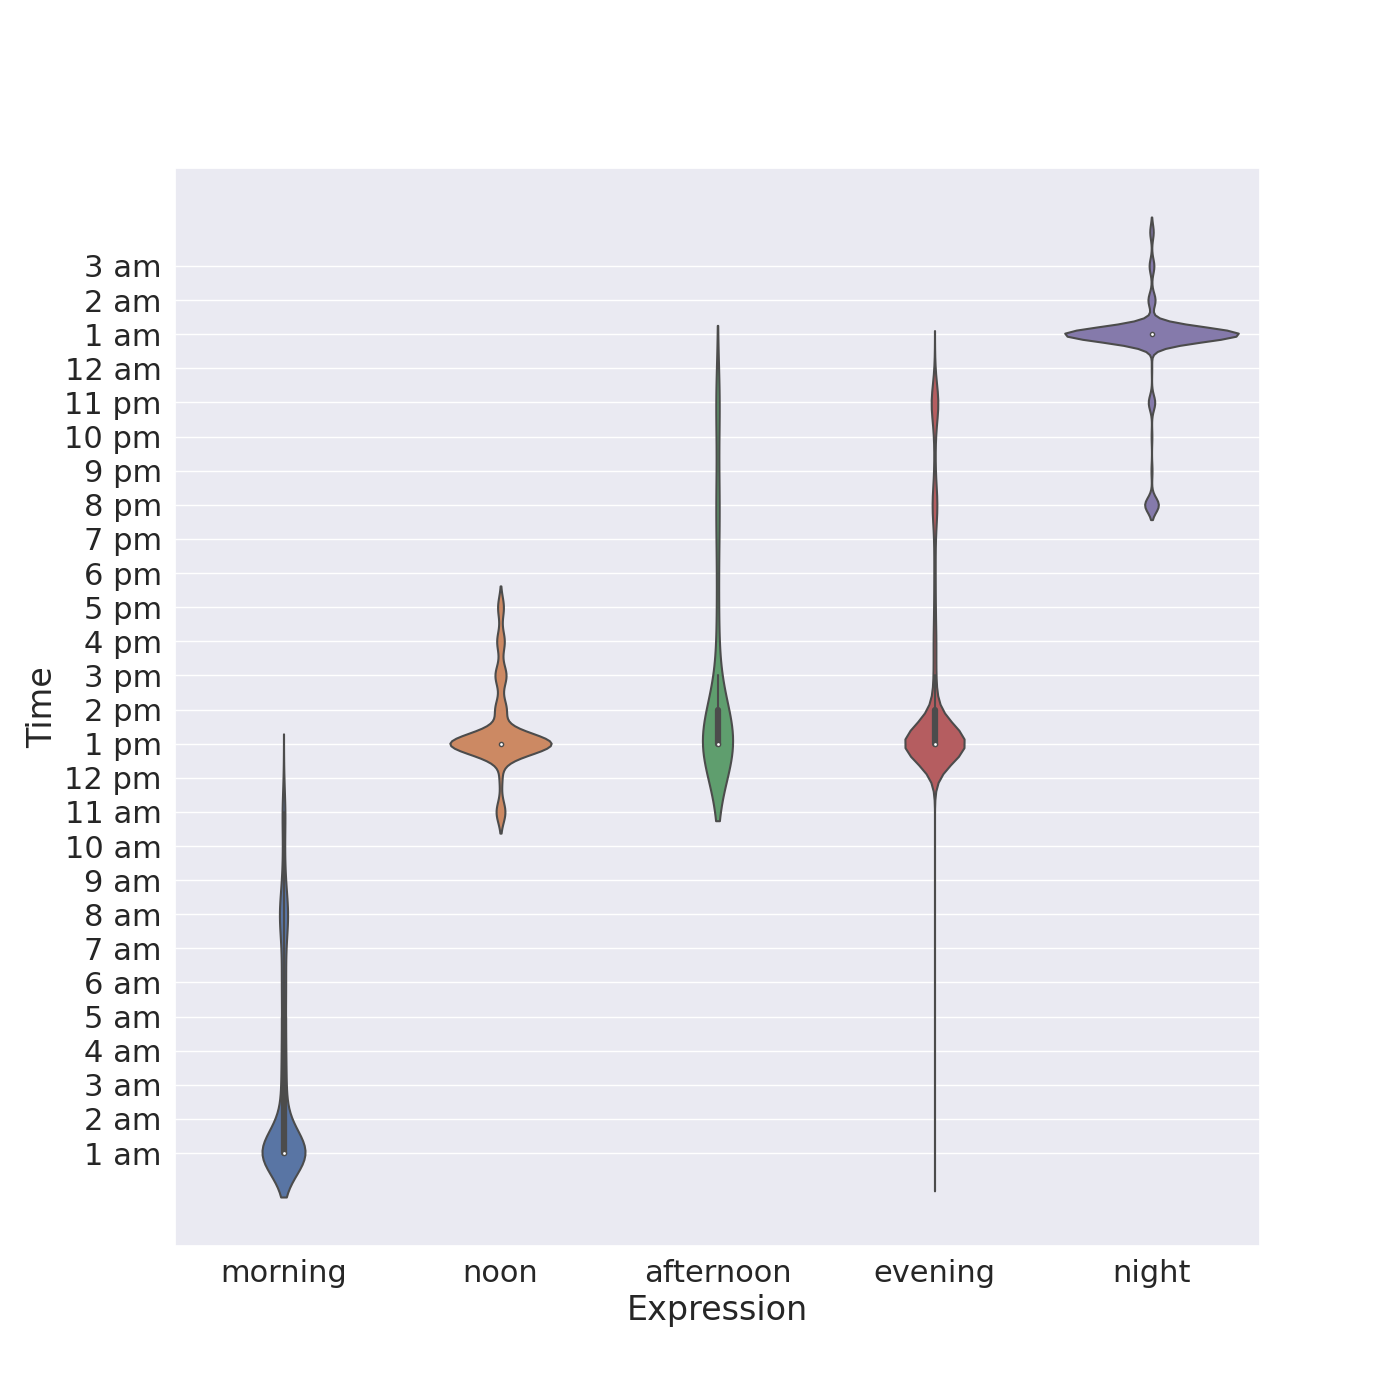 3 am
2 am
1 am
12 am
11 pm
10 pm
9 pm
8 pm
7 pm
6 pm
5 pm
4 pm
3 pm
2 pm
1 pm
12 pm
11 am
10 am
9 am
8 am
7 am
6 am
5 am
4 am
3 am
2 am
1 am
Time
morning noon afternoon evening night
Expression